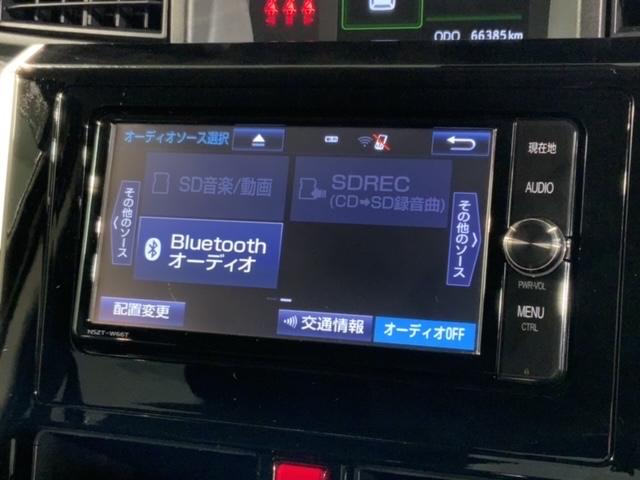 ODO 66385km
オーディオソース選択
現在地
SD音楽/動画
SDREC
(CD➡SD録音曲)
AUDIO
その他のソース
その他のソース
Bluetooth
オーディオ
PWR-VOL
配置変更
交通情報
オーディオOFF
MENU
CTRL
NSZT-W66T